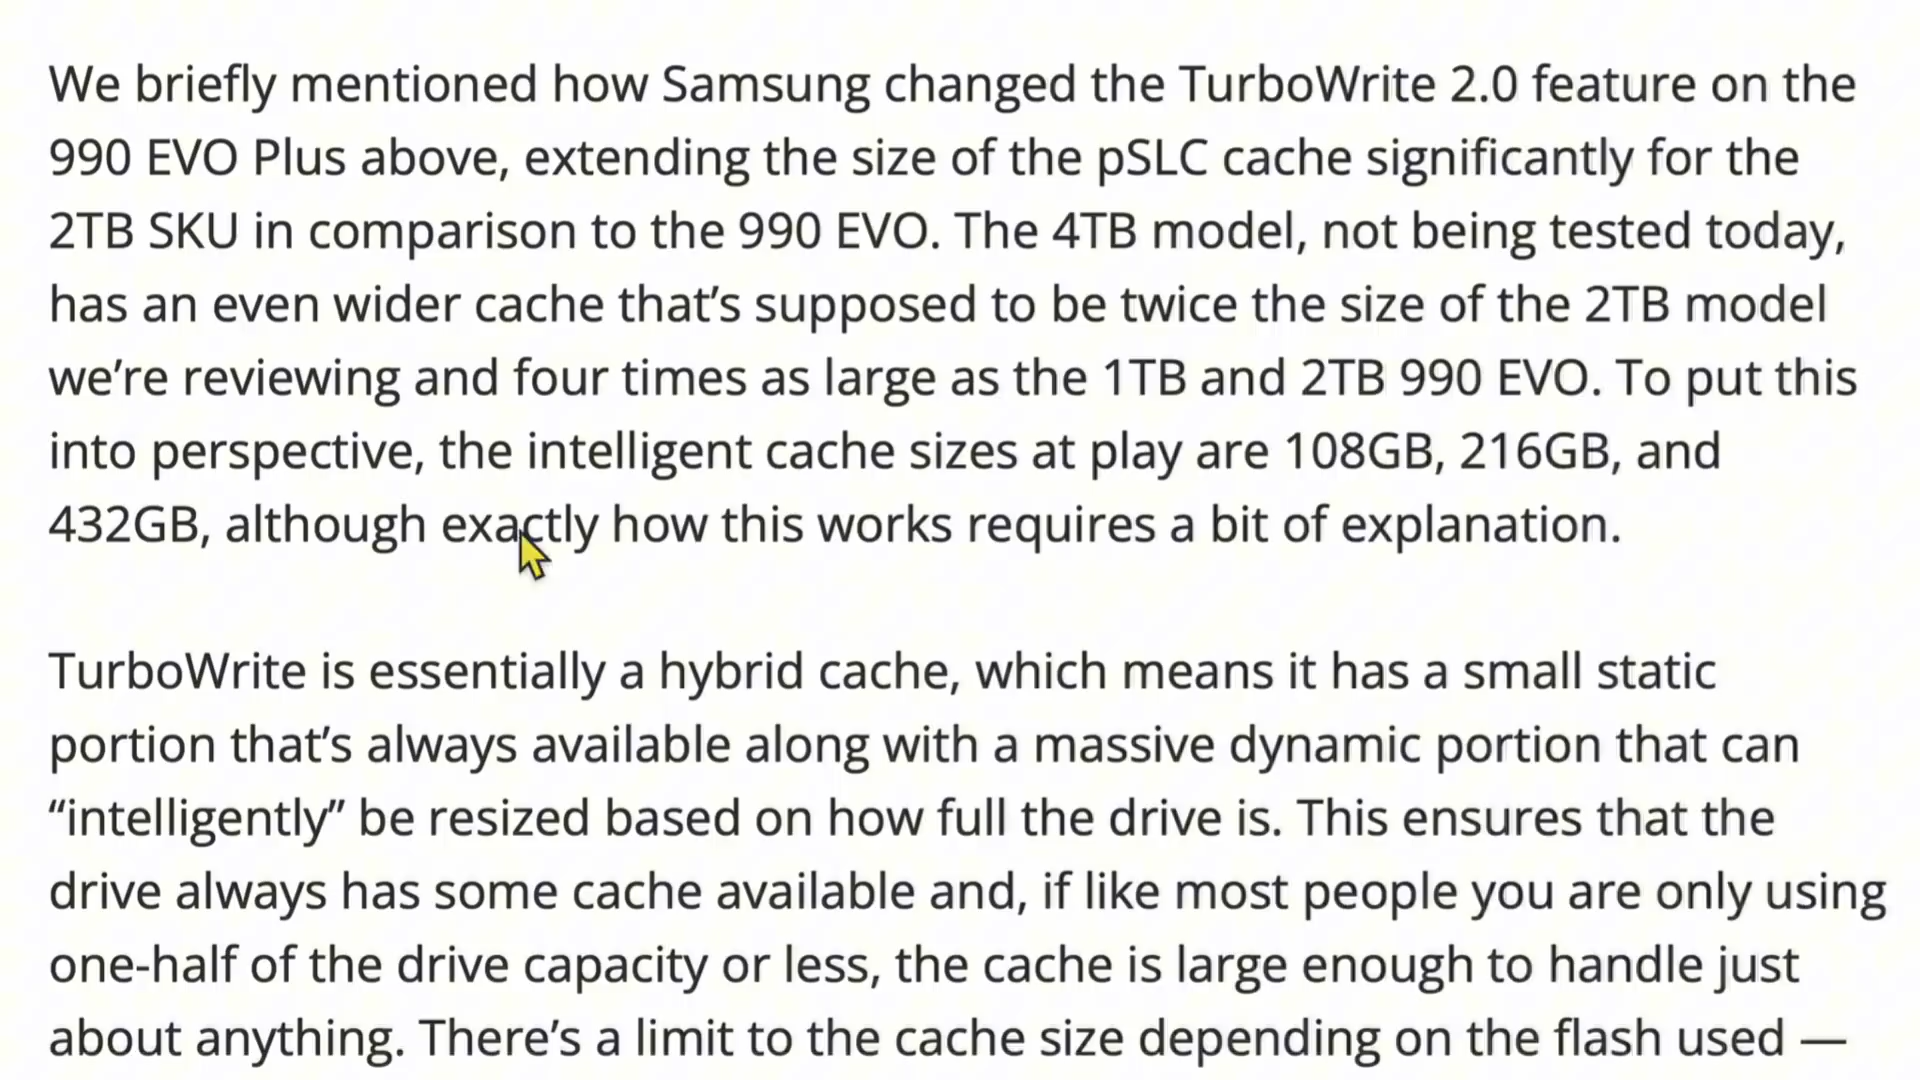 We briefly mentioned how Samsung changed the TurboWrite 2.0 feature on the
990 EVO Plus above, extending the size of the pSLC cache significantly for the
2TB SKU in comparison to the 990 EVO. The 4TB model, not being tested today,
has an even wider cache that’s supposed to be twice the size of the 2TB model
we’re reviewing and four times as large as the 1TB and 2TB 990 EVO. To put this
into perspective, the intelligent cache sizes at play are 108GB, 216GB, and
432GB, although exactly how this works requires a bit of explanation.
TurboWrite is essentially a hybrid cache, which means it has a small static
portion that’s always available along with a massive dynamic portion that can
“intelligently” be resized based on how full the drive is. This ensures that the
drive always has some cache available and, if like most people you are only using
one-half of the drive capacity or less, the cache is large enough to handle just
about anything. There’s a limit to the cache size depending on the flash used —